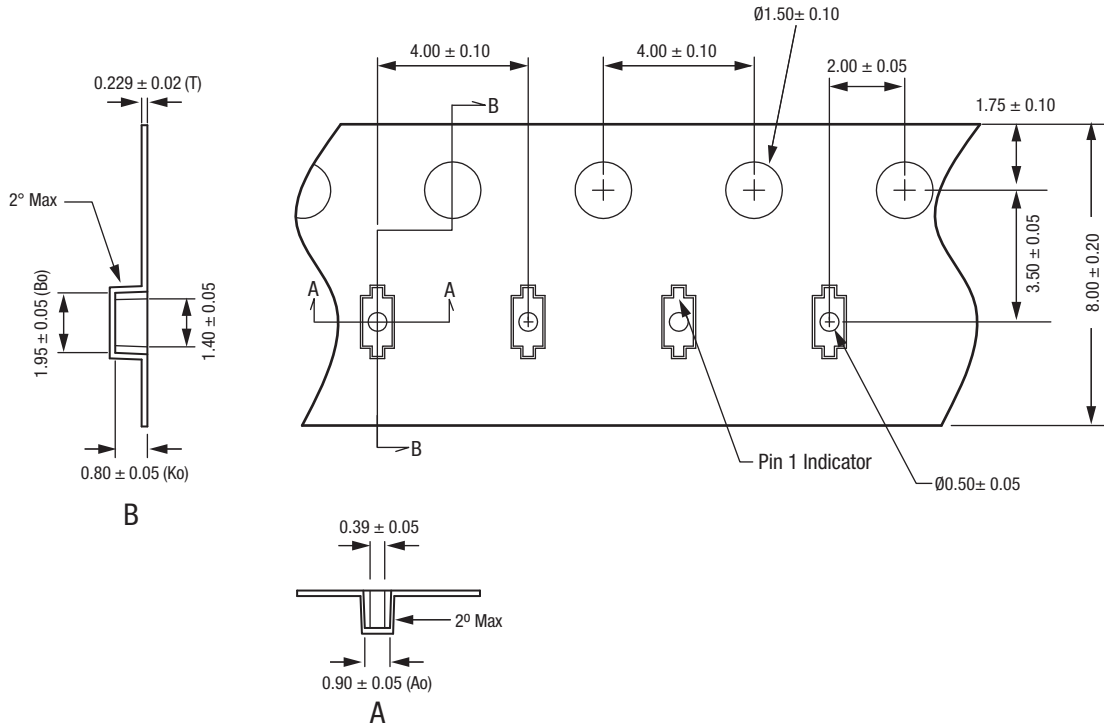 Ø1.50± 0.10
4.00 ± 0.10
4.00 ± 0.10
2.00 ± 0.05
0.229 ± 0.02 (T)
1.75 ± 0.10
B
2° Max
3.50 ± 0.05
8.00 ± 0.20
A
A
1.95 ± 0.05 (Bo)
1.40 ± 0.05
B
Pin 1 Indicator
0.80 ± 0.05 (Ko)
Ø0.50± 0.05
B
0.39 ± 0.05
2º Max
0.90 ± 0.05 (Ao)
A